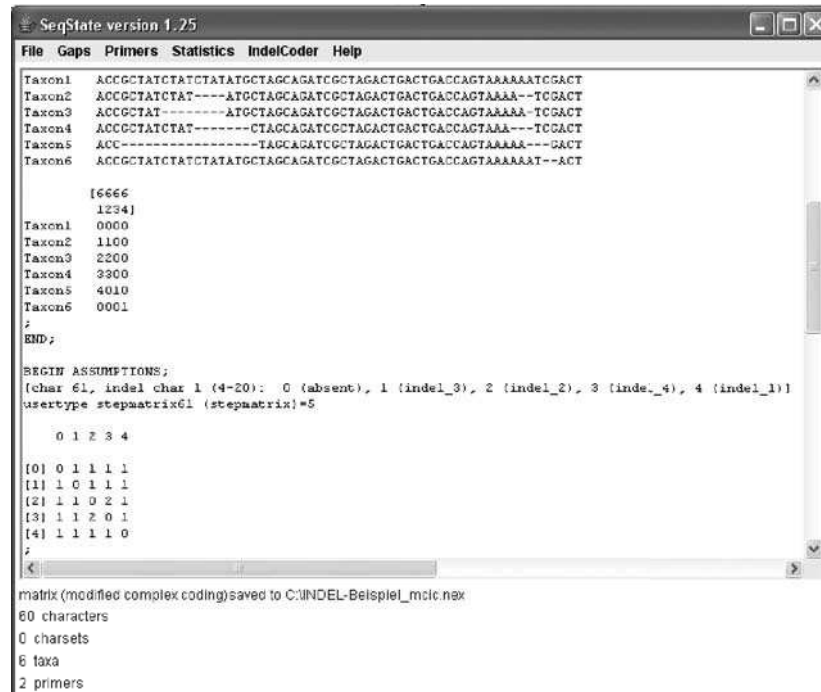 SeqState version 1.25
File Gaps Primers Statistics IndelCoder Help
Taxon1 ACCGCTATCTATCTATATGCTAGCAGATCGCTAGACTGACTGACCAGTAAAAAATCGACT
Taxon2 ACCGCTATCTAT----ATGCTAGCAGATCGCTAGACTGACTGACCAGTAAAA--TCGACT
Taxon3 ACCGCTAT--------ATGCTAGCAGATCGCTAGACTGACTGACCAGTAAAAA-TCGACT
Taxon4 ACCGCTATCTAT-------CTAGCAGATCGCTAGACTGACTGACCAGTAAA---TCGACT
Taxon5 ACC-----------------TAGCAGATCGCTAGACTGACTGACCAGTAAAAA---GACT
Taxon6 ACCGCTATCTATCTATATGCTAGCAGATCGCTAGACTGACTGACCAGTAAAAAAT--ACT
[6666
1234]
Taxon1 0000
Taxon2 1100
Taxon3 2200
Taxon4 3300
Taxon5 4010
Taxon6 0001
;
END;
BEGIN ASSUMPTIONS;
[char 61, indel char 1 (4-20): 0 (absent), 1 (indel_3), 2 (indel_2), 3 (indel_4), 4 (indel_1)]
usertype stepmatrix61 (stepmatrix)=5
0 1 2 3 4
[0] 0 1 1 1 1
[1] 1 0 1 1 1
[2] 1 1 0 2 1
[3] 1 1 2 0 1
[4] 1 1 1 1 0
;
matrix (modified complex coding)saved to C:\INDEL-Beispiel_mcic.nex
60 characters
0 charsets
6 taxa
2 primers